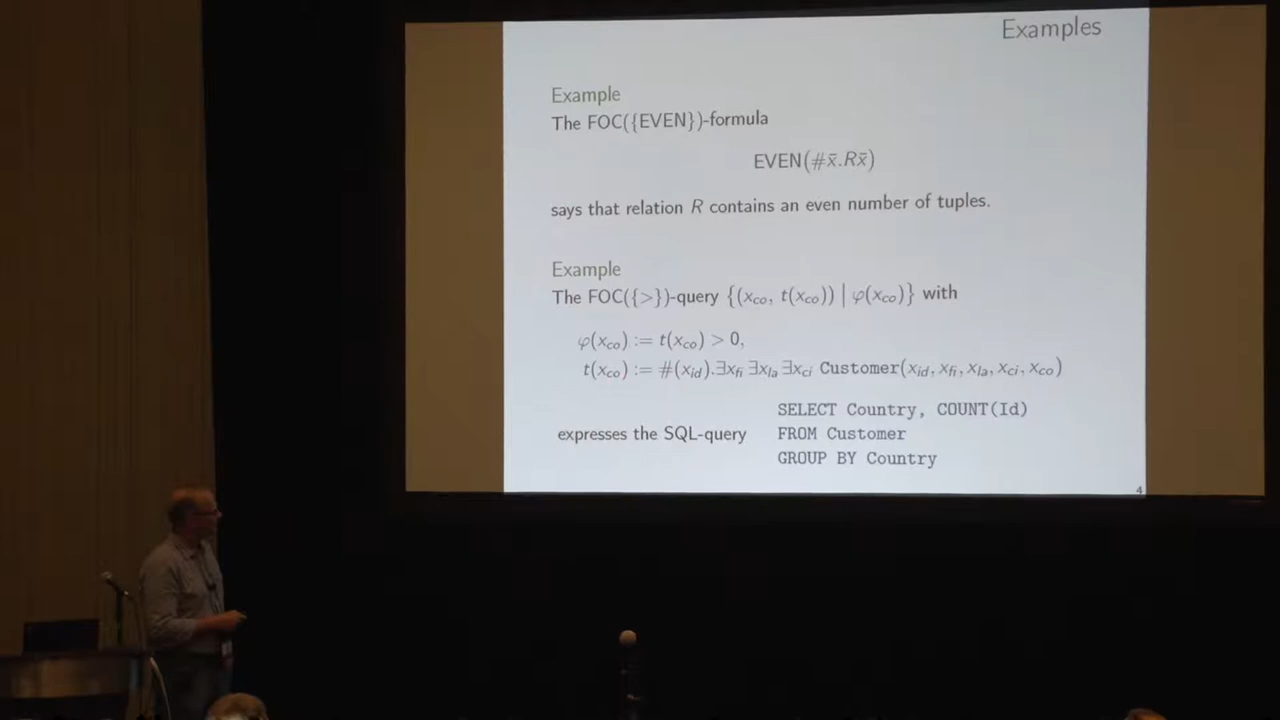 Examples
Example
The FOC({EVEN})-formula
EVEN(#x̄.Rx̄)
says that relation R contains an even number of tuples.
Example
The FOC({>})-query {(x_co, t(x_co)) | φ(x_co)} with
φ(x_co) := t(x_co) > 0,
t(x_co) := #(x_id).∃x_fi ∃x_la ∃x_ci Customer(x_id, x_fi, x_la, x_ci, x_co)
SELECT Country, COUNT(Id)
expresses the SQL-query FROM Customer
GROUP BY Country
4